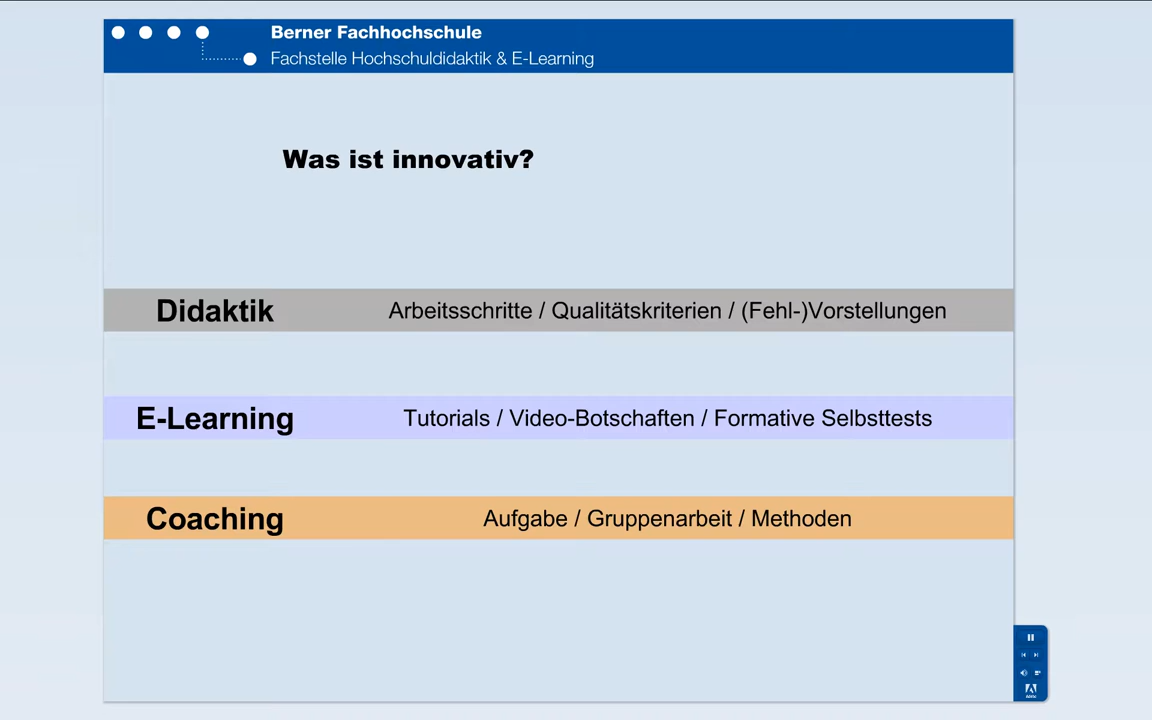 Berner Fachhochschule
Fachstelle Hochschuldidaktik & E-Learning
Was ist innovativ?
Didaktik Arbeitsschritte / Qualitätskriterien / (Fehl-)Vorstellungen
E-Learning Tutorials / Video-Botschaften / Formative Selbsttests
Coaching Aufgabe / Gruppenarbeit / Methoden